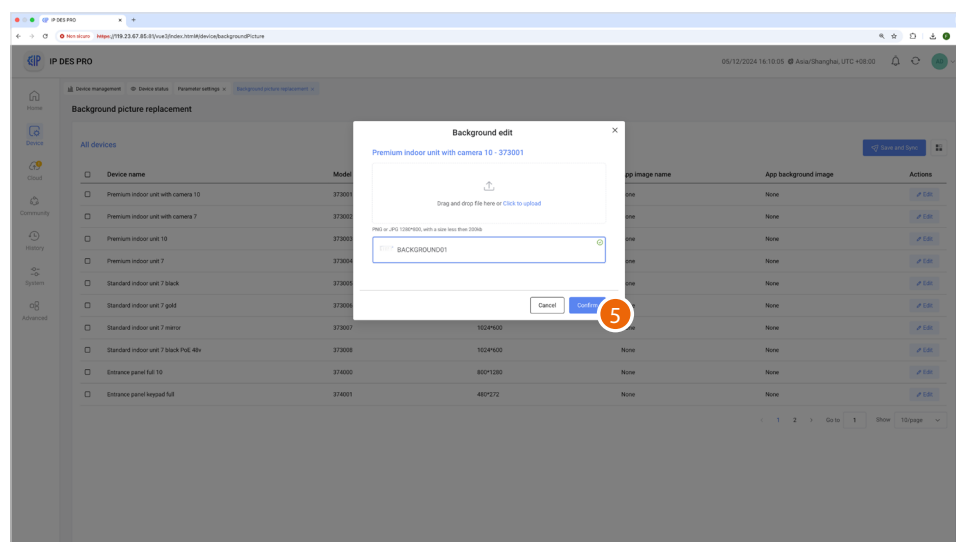 IP DES PRO
Non sicuro https://119.23.67.85:81/vue3/index.html#/device/backgroundPicture
IP DES PRO
05/12/2024 16:10:05 Asia/Shanghai, UTC +08:00
Device management Device status Parameter settings × Background picture replacement ×
Background picture replacement
Home
Device
Cloud
Community
History
System
Advanced
All devices
Save and Sync
Device name Model App image name App background image Actions
Premium indoor unit with camera 10 373001 None None Edit
Premium indoor unit with camera 7 373002 None None Edit
Premium indoor unit 10 373003 None None Edit
Premium indoor unit 7 373004 None None Edit
Standard indoor unit 7 black 373005 None None Edit
Standard indoor unit 7 gold 373006 None Edit
Standard indoor unit 7 mirror 373007 1024*600 None None Edit
Standard indoor unit 7 black PoE 48v 373008 1024*600 None None Edit
Entrance panel full 10 374000 800*1280 None None Edit
Entrance panel keypad full 374001 480*272 None None Edit
1 2 Go to 1 Show 10/page
Background edit
Premium indoor unit with camera 10 - 373001
Drag and drop file here or Click to upload
PNG or JPG 1280*800, with a size less than 200kb
BACKGROUND01
Cancel Confirm
5